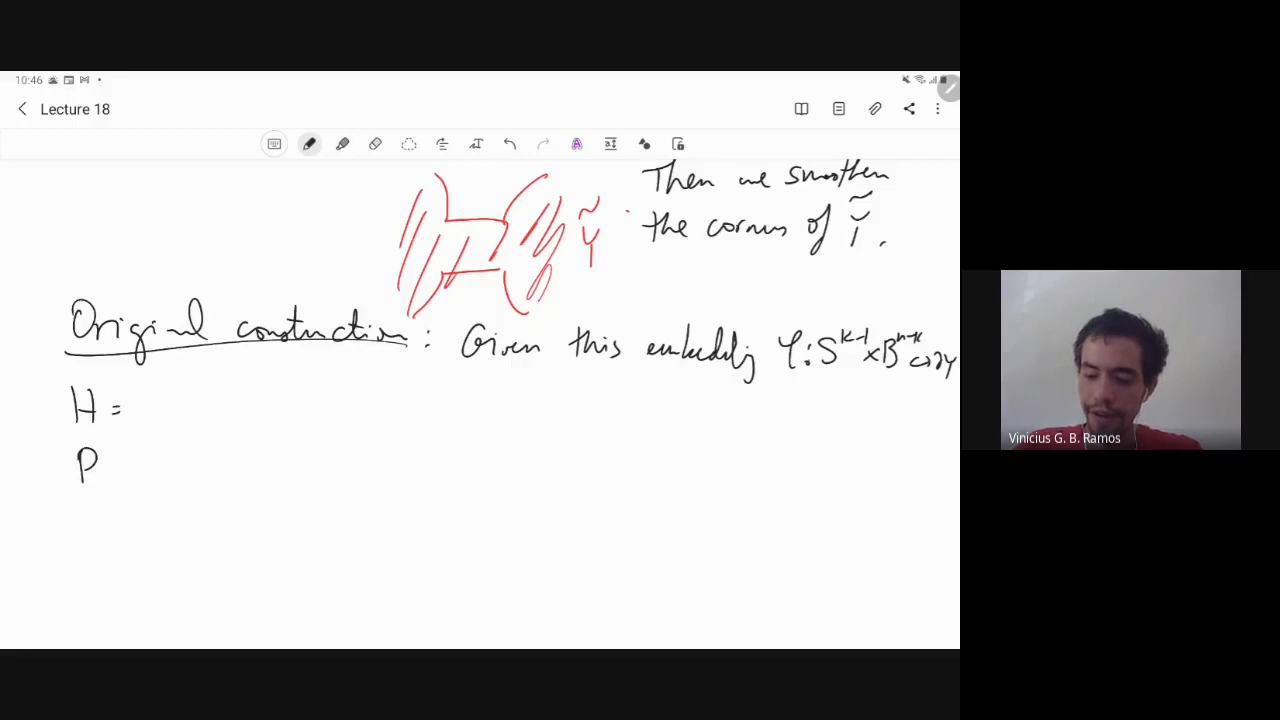 10:46
Lecture 18
Then we smoothen
the corners of Ỹ.
Ỹ
Original construction: Given this embedding φ: S^{k-1}×B^{n-k} ↪ ∂Y
H =
P
Vinicius G. B. Ramos